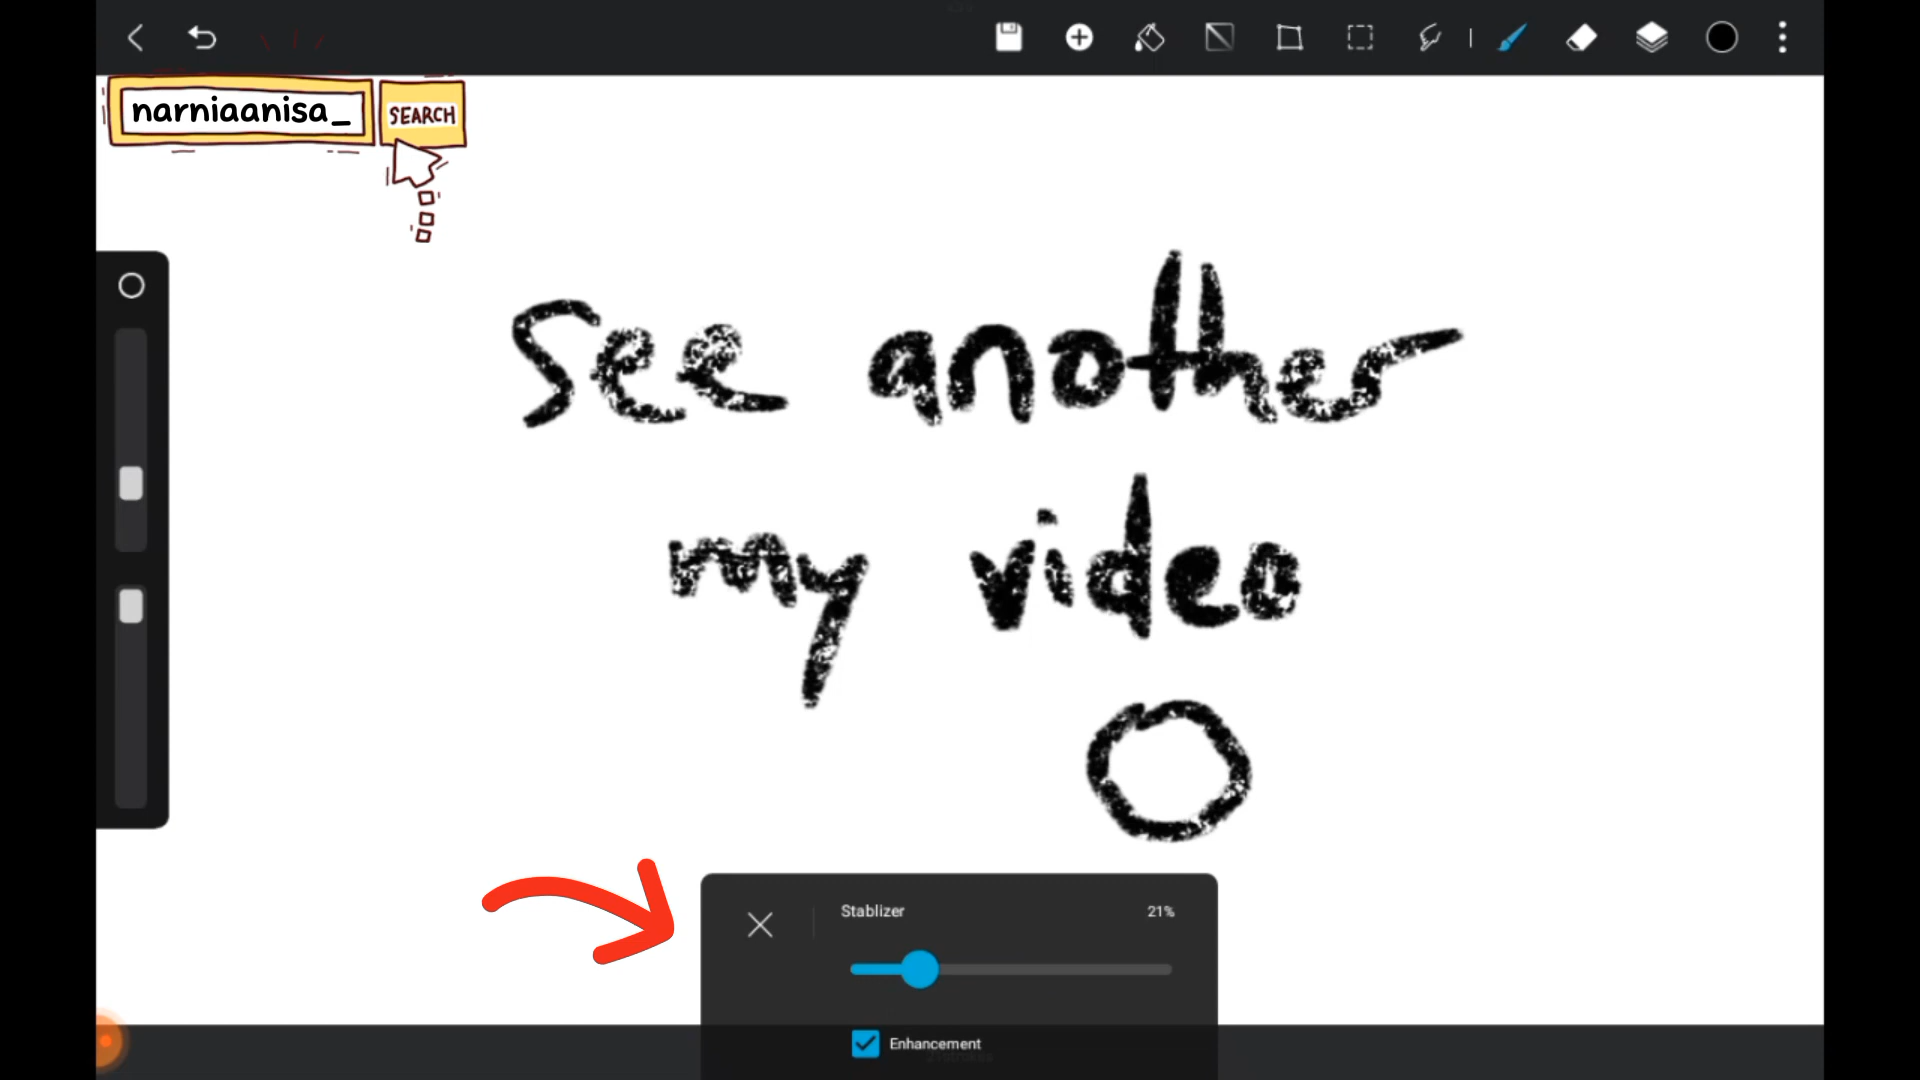 narniaanisa_ SEARCH
see another
my video
Stablizer 21%
Enhancement